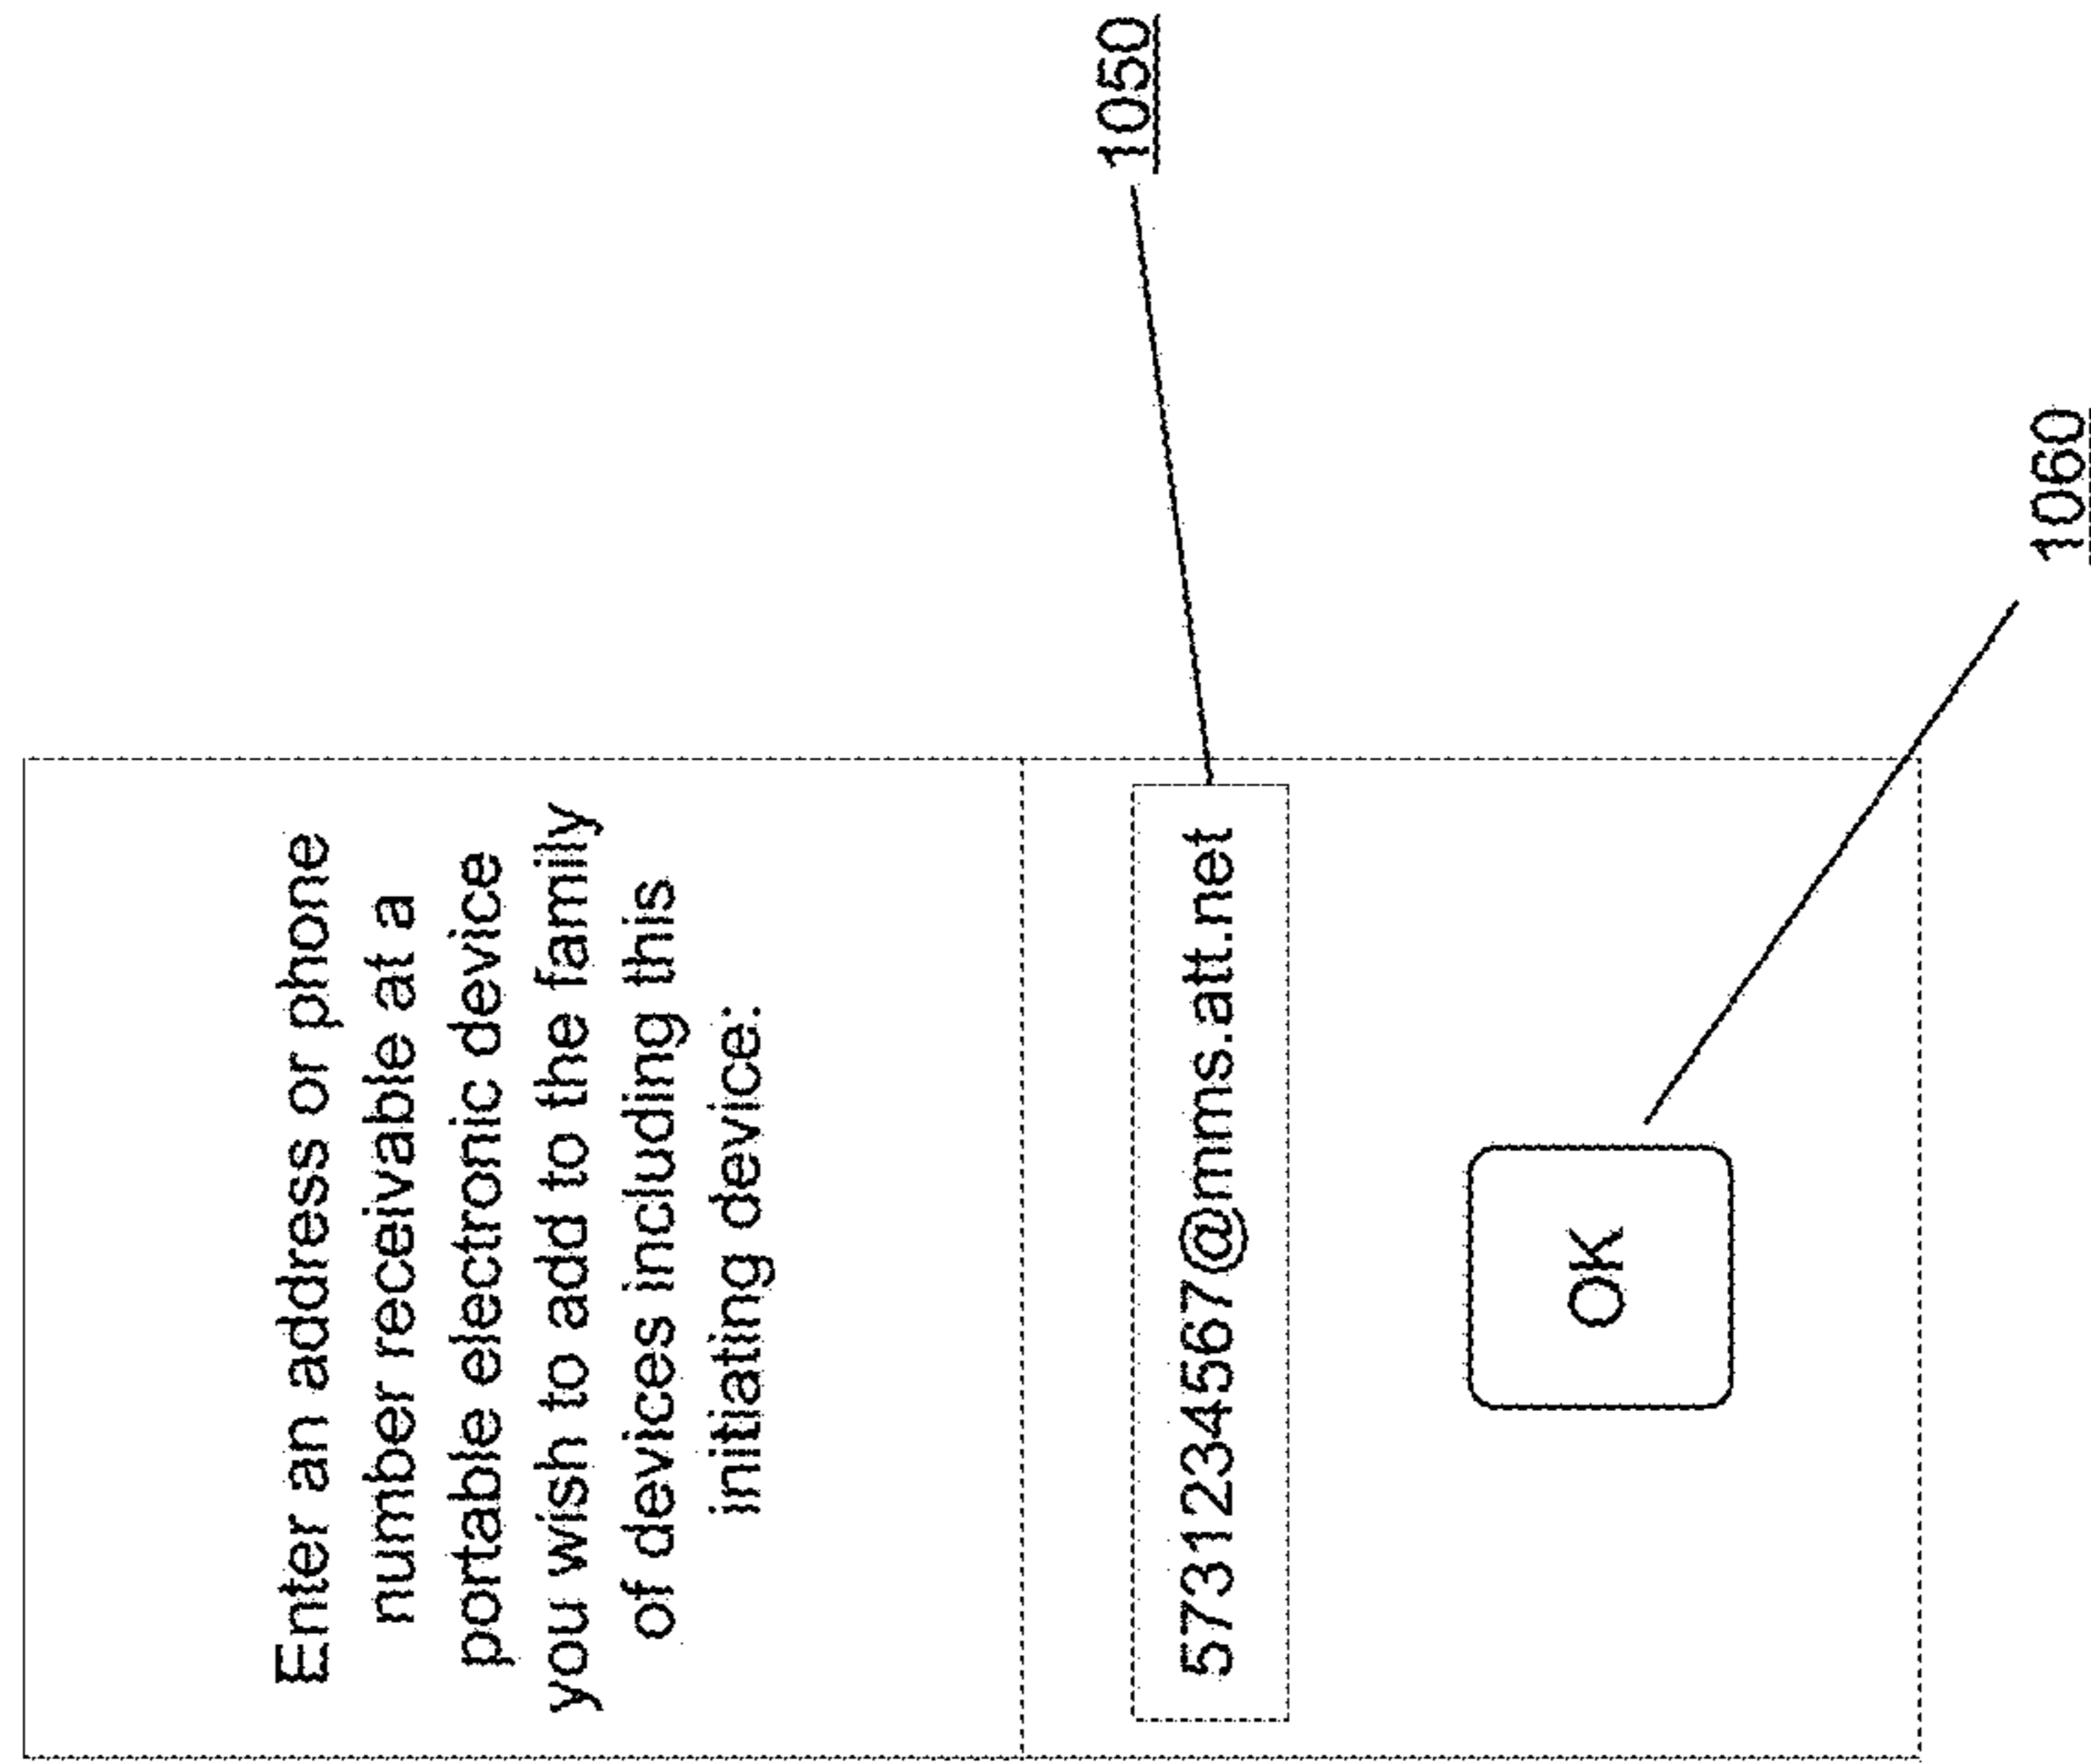 Enter an address or phone
number receivable at a
portable electronic device
you wish to add to the family
of devices including this
initiating device:
5731234567@mms.att.net
1050
OK
1060